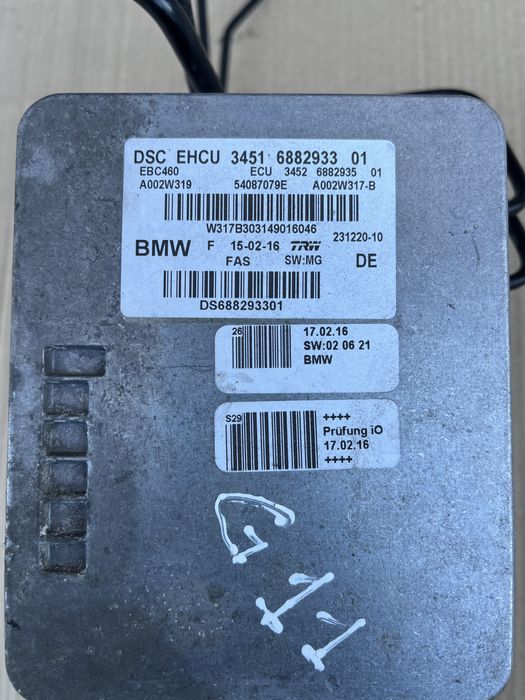 DSC EHCU 3451 6882933 01
EBC460 ECU 3452 6882935 01
A002W319 54087079E A002W317-B
W317B303149016046
BMW F 15-02-16 TRW 231220-10
FAS SW:MG DE
DS688293301
26 17.02.16
SW:02 06 21
BMW
S29 ++++
Prüfung iO
17.02.16
++++
G11